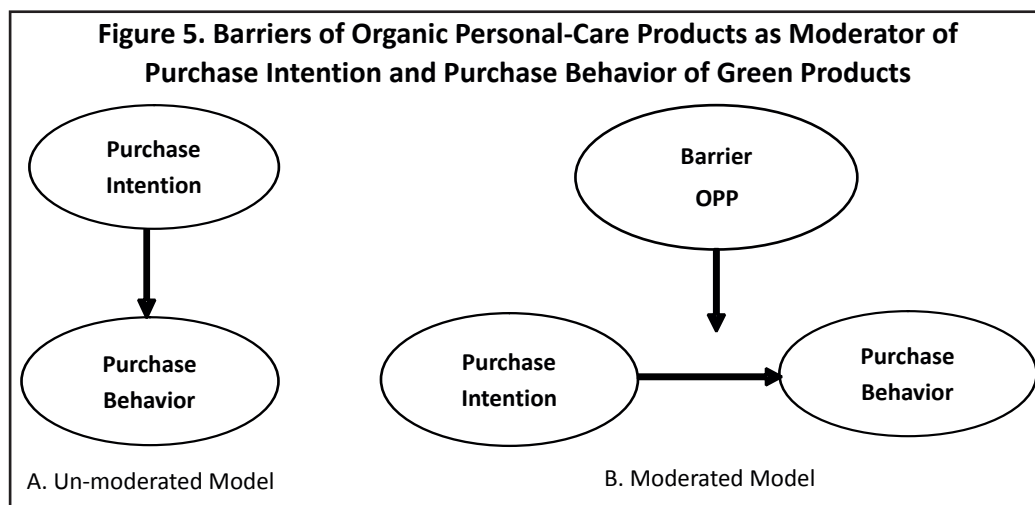 Figure 5. Barriers of Organic Personal-Care Products as Moderator of
Purchase Intention and Purchase Behavior of Green Products
Purchase
Intention
Purchase
Behavior
A. Un-moderated Model
Barrier
OPP
Purchase
Intention
Purchase
Behavior
B. Moderated Model